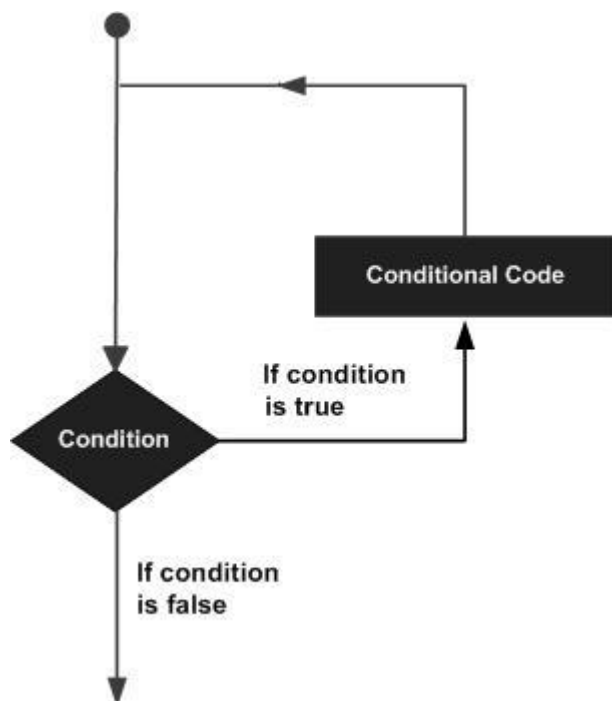 Conditional Code
If condition
is true
Condition
If condition
is false